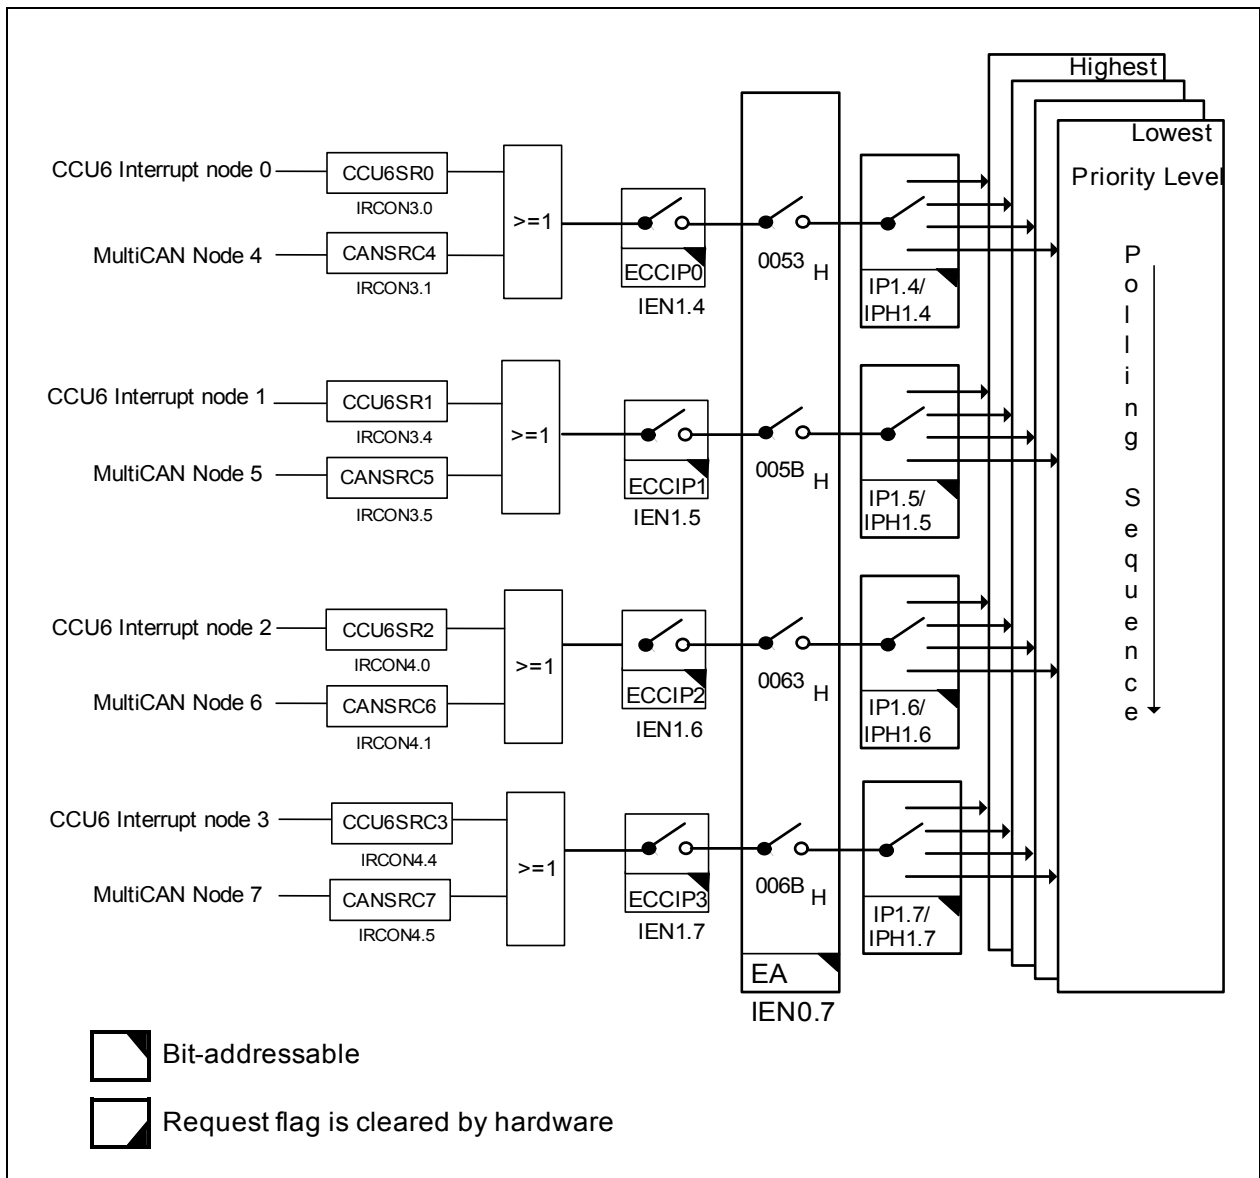 Highest
Lowest
Priority Level
CCU6 Interrupt node 0
CCU6SR0
IRCON3.0
MultiCAN Node 4
CANSRC4
IRCON3.1
>=1
ECCIP0
IEN1.4
0053 H
IP1.4/
IPH1.4
CCU6 Interrupt node 1
CCU6SR1
IRCON3.4
MultiCAN Node 5
CANSRC5
IRCON3.5
>=1
ECCIP1
IEN1.5
005B H
IP1.5/
IPH1.5
CCU6 Interrupt node 2
CCU6SR2
IRCON4.0
MultiCAN Node 6
CANSRC6
IRCON4.1
>=1
ECCIP2
IEN1.6
0063 H
IP1.6/
IPH1.6
CCU6 Interrupt node 3
CCU6SRC3
IRCON4.4
MultiCAN Node 7
CANSRC7
IRCON4.5
>=1
ECCIP3
IEN1.7
006B H
IP1.7/
IPH1.7
EA
IEN0.7
Polling Sequence
Bit-addressable
Request flag is cleared by hardware